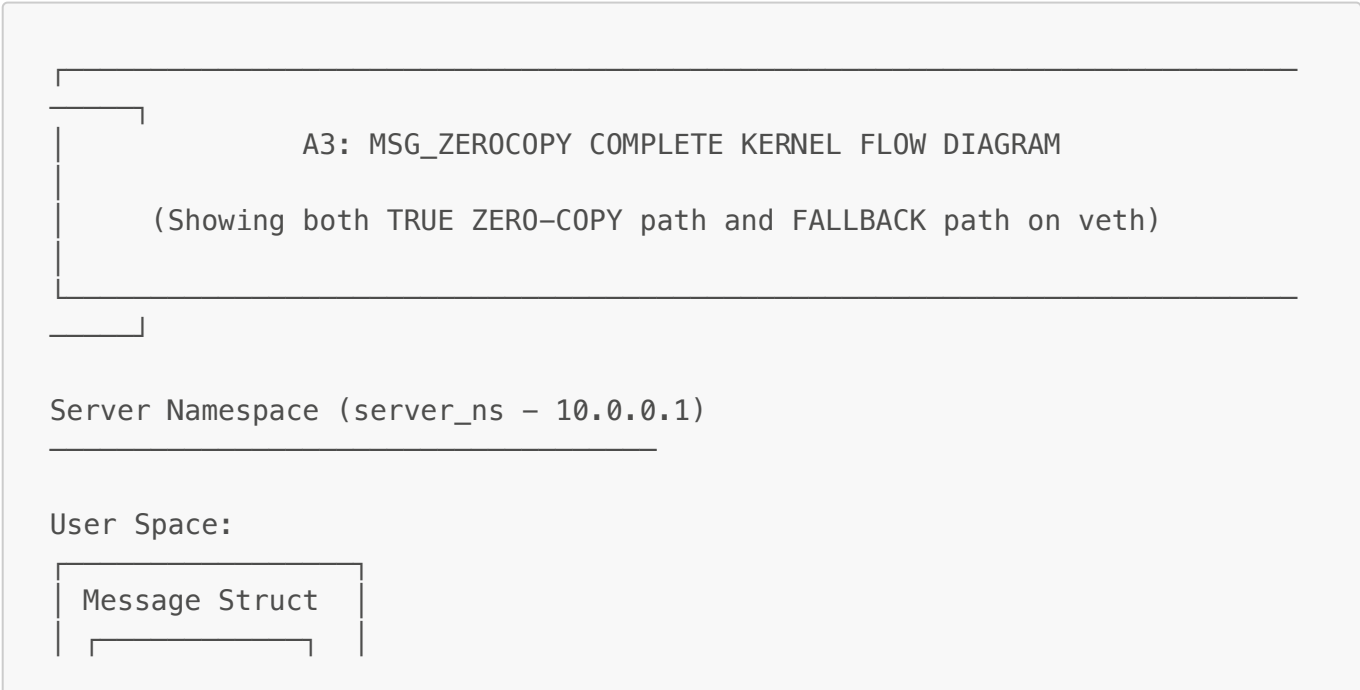 A3: MSG_ZEROCOPY COMPLETE KERNEL FLOW DIAGRAM
(Showing both TRUE ZERO-COPY path and FALLBACK path on veth)
Server Namespace (server_ns - 10.0.0.1)
User Space:
Message Struct